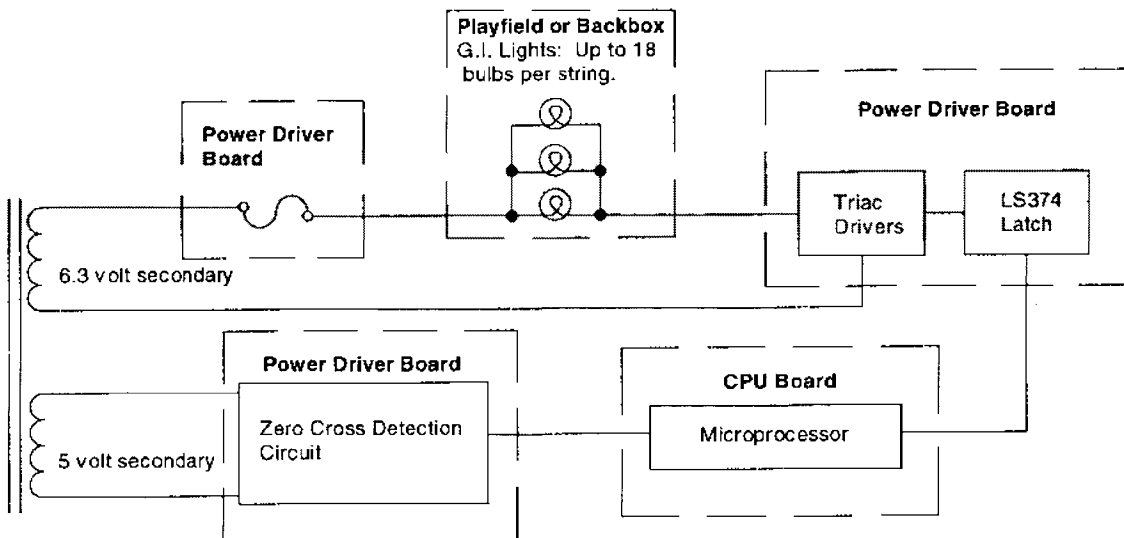 Playfield or Backbox
G.I. Lights: Up to 18
bulbs per string.
Power Driver
Board
Power Driver Board
Triac
Drivers
LS374
Latch
6.3 volt secondary
Power Driver Board
Zero Cross Detection
Circuit
CPU Board
Microprocessor
5 volt secondary